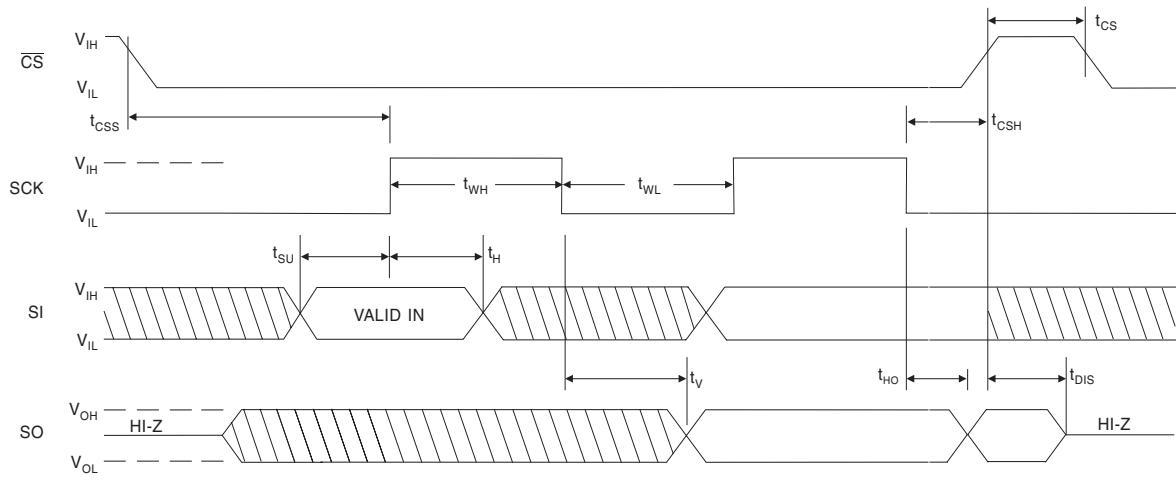 t_CS
V_IH
CS
V_IL
t_CSS
t_CSH
V_IH
SCK
t_WH
t_WL
V_IL
t_SU
t_H
V_IH
SI
VALID IN
V_IL
t_V
t_HO
t_DIS
V_OH
HI-Z
SO
HI-Z
V_OL